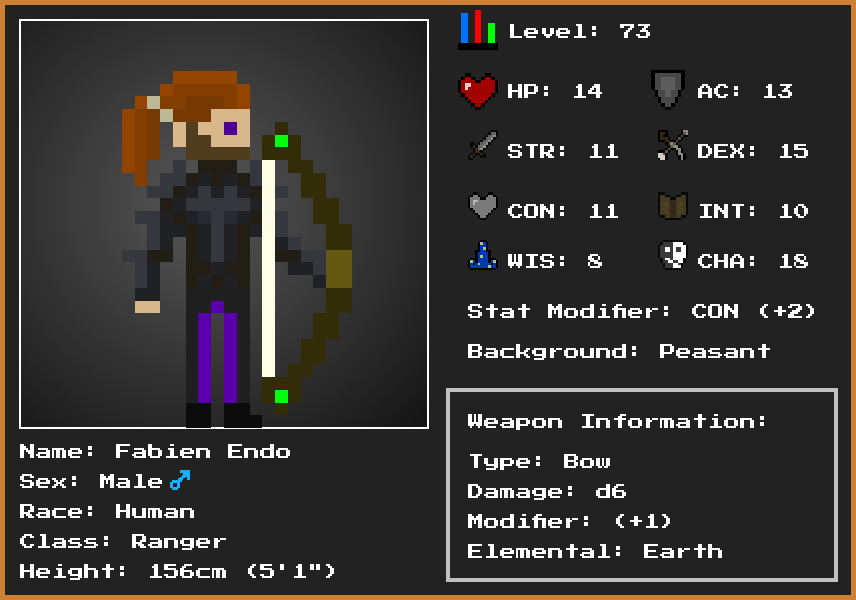 Level: 73
HP: 14
AC: 13
STR: 11
DEX: 15
CON: 11
INT: 10
WIS: 8
CHA: 18
Stat Modifier: CON (+2)
Background: Peasant
Weapon Information:
Type: Bow
Damage: d6
Modifier: (+1)
Elemental: Earth
Name: Fabien Endo
Sex: Male ♂
Race: Human
Class: Ranger
Height: 156cm (5'1")